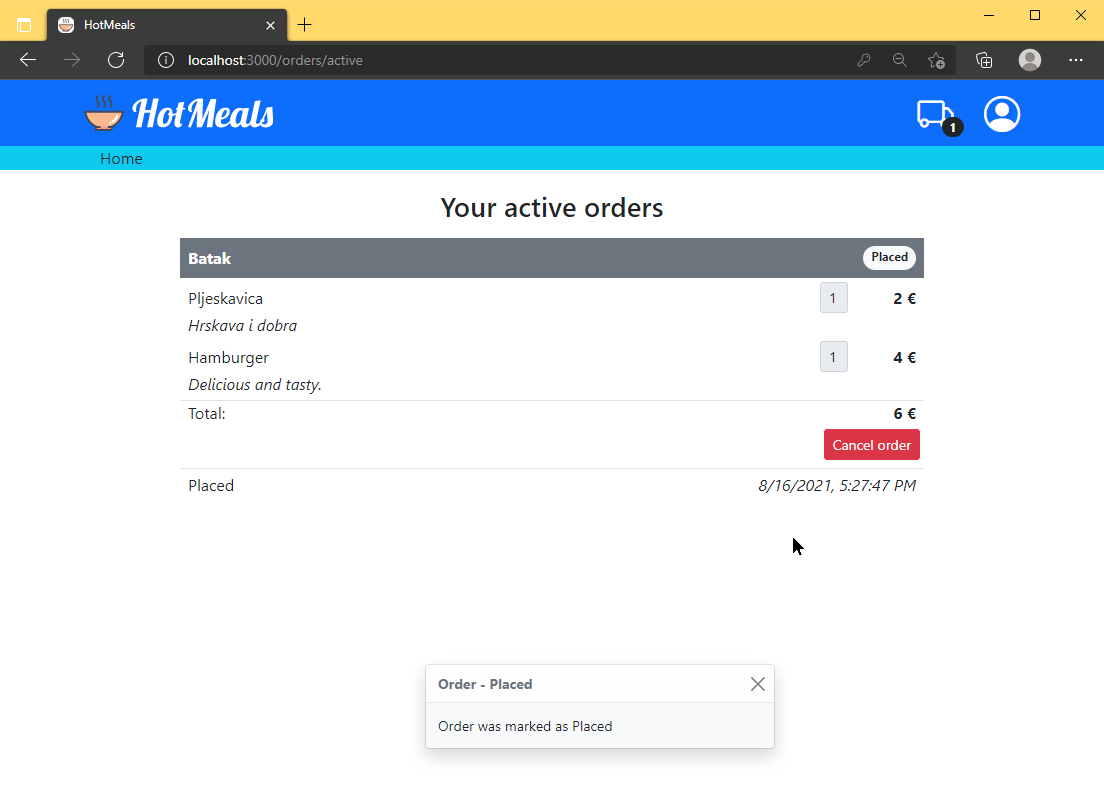 HotMeals
localhost:3000/orders/active
HotMeals
1
Home
Your active orders
Batak Placed
Pljeskavica 1 2 €
Hrskava i dobra
Hamburger 1 4 €
Delicious and tasty.
Total: 6 €
Cancel order
Placed 8/16/2021, 5:27:47 PM
Order - Placed
Order was marked as Placed